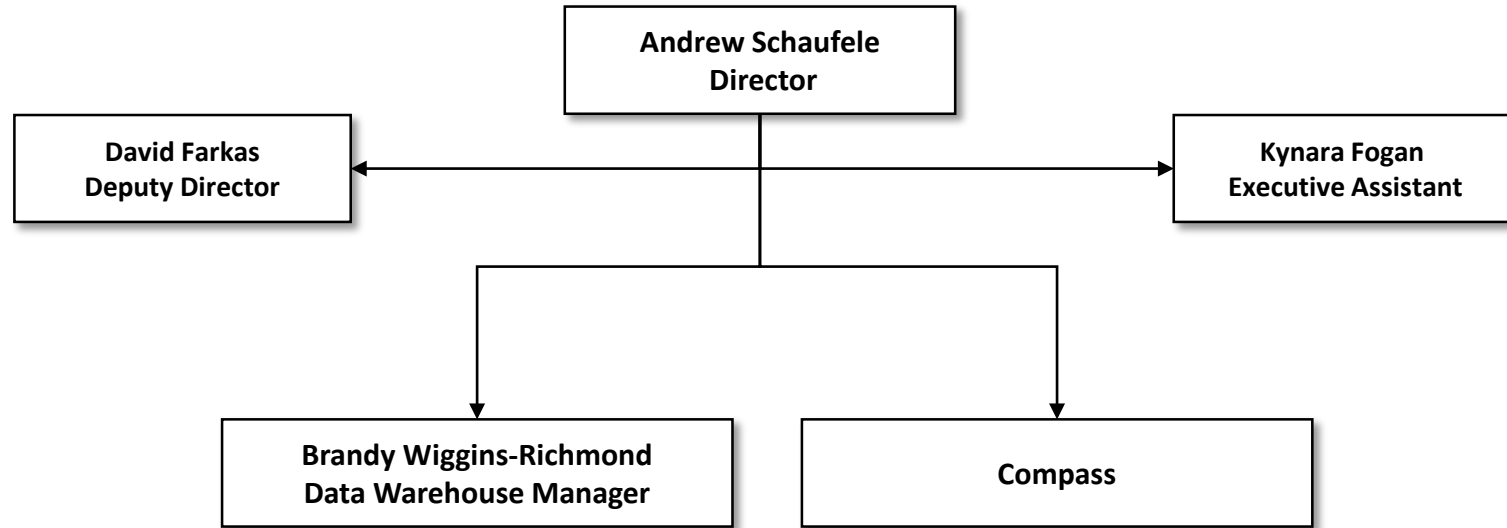 Andrew Schaufele
Director
David Farkas
Deputy Director
Kynara Fogan
Executive Assistant
Brandy Wiggins-Richmond
Data Warehouse Manager
Compass